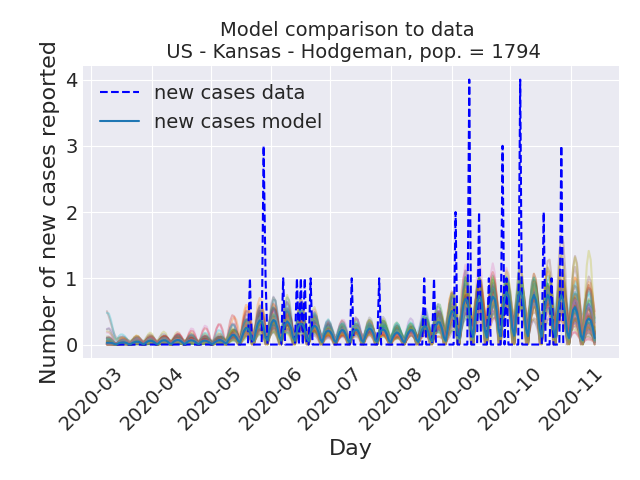 Model comparison to data
US - Kansas - Hodgeman, pop. = 1794
Number of new cases reported
4
3
2
1
0
new cases data
new cases model
2020-03
2020-04
2020-05
2020-06
2020-07
2020-08
2020-09
2020-10
2020-11
Day